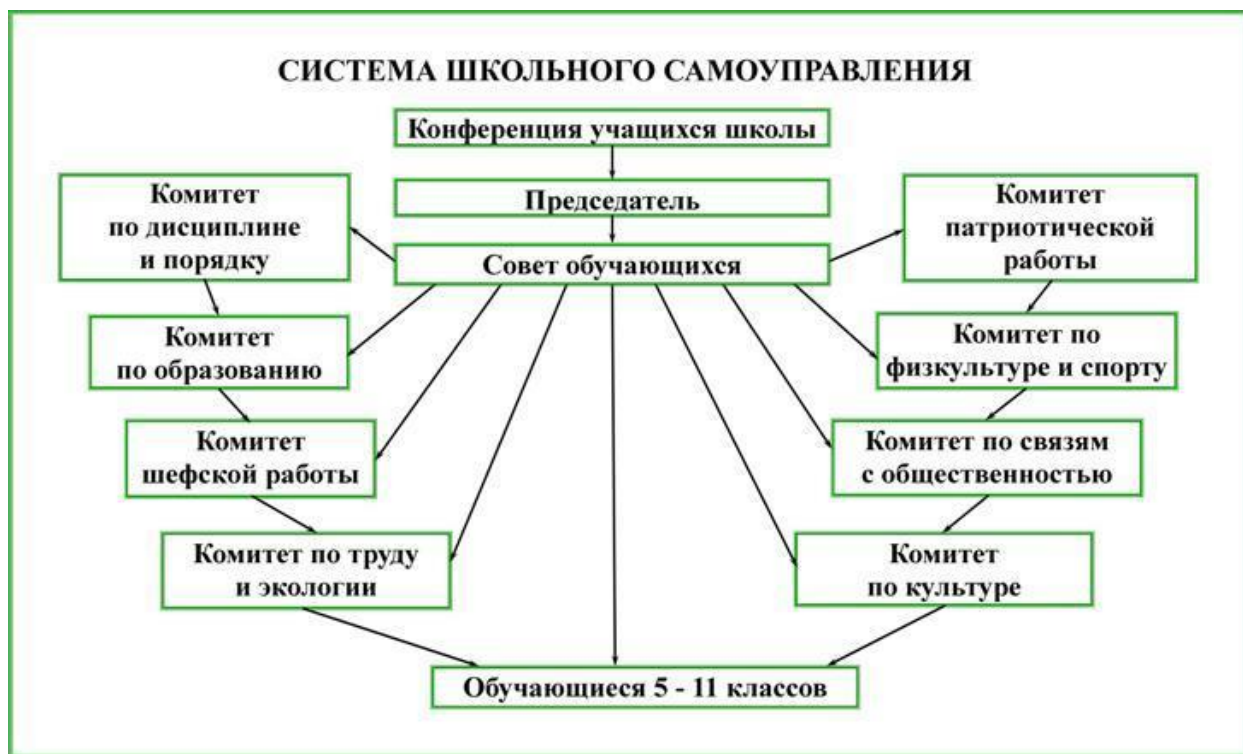 СИСТЕМА ШКОЛЬНОГО САМОУПРАВЛЕНИЯ
Конференция учащихся школы
Председатель
Совет обучающихся
Комитет
по дисциплине
и порядку
Комитет
по образованию
Комитет
шефской работы
Комитет по труду
и экологии
Комитет
патриотической
работы
Комитет по
физкультуре и спорту
Комитет по связям
с общественностью
Комитет
по культуре
Обучающиеся 5 - 11 классов